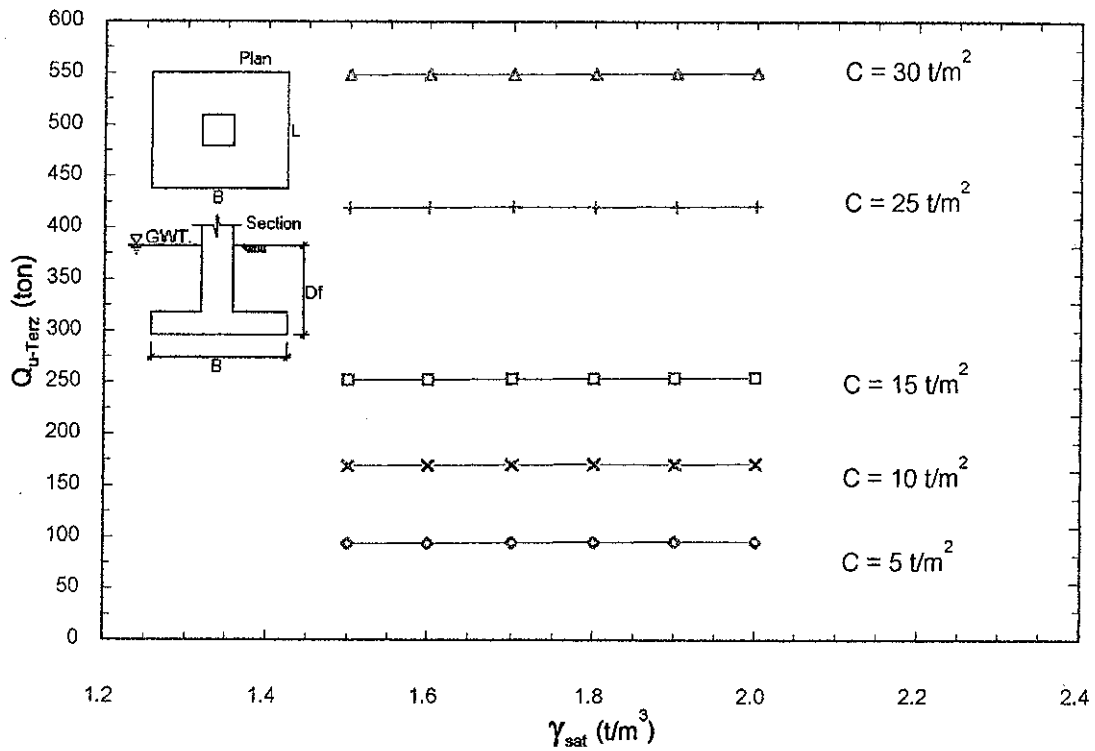 600
550
500
450
400
350
300
250
200
150
100
50
0
Q_u-Terz (ton)
Plan
L
B
Section
GWT.
Df
B
C = 30 t/m²
C = 25 t/m²
C = 15 t/m²
C = 10 t/m²
C = 5 t/m²
1.2 1.4 1.6 1.8 2.0 2.2 2.4
γ_sat (t/m³)